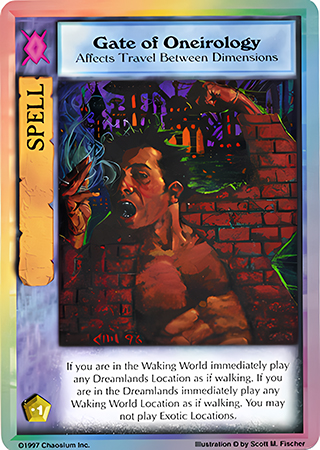 Gate of Oneirology
Affects Travel Between Dimensions
SPELL
If you are in the Waking World immediately play
any Dreamlands Location as if walking. If you
are in the Dreamlands immediately play any
Waking World Location as if walking. You may
not play Exotic Locations.
+1
©1997 Chaosium Inc.
Illustration © by Scott M. Fischer